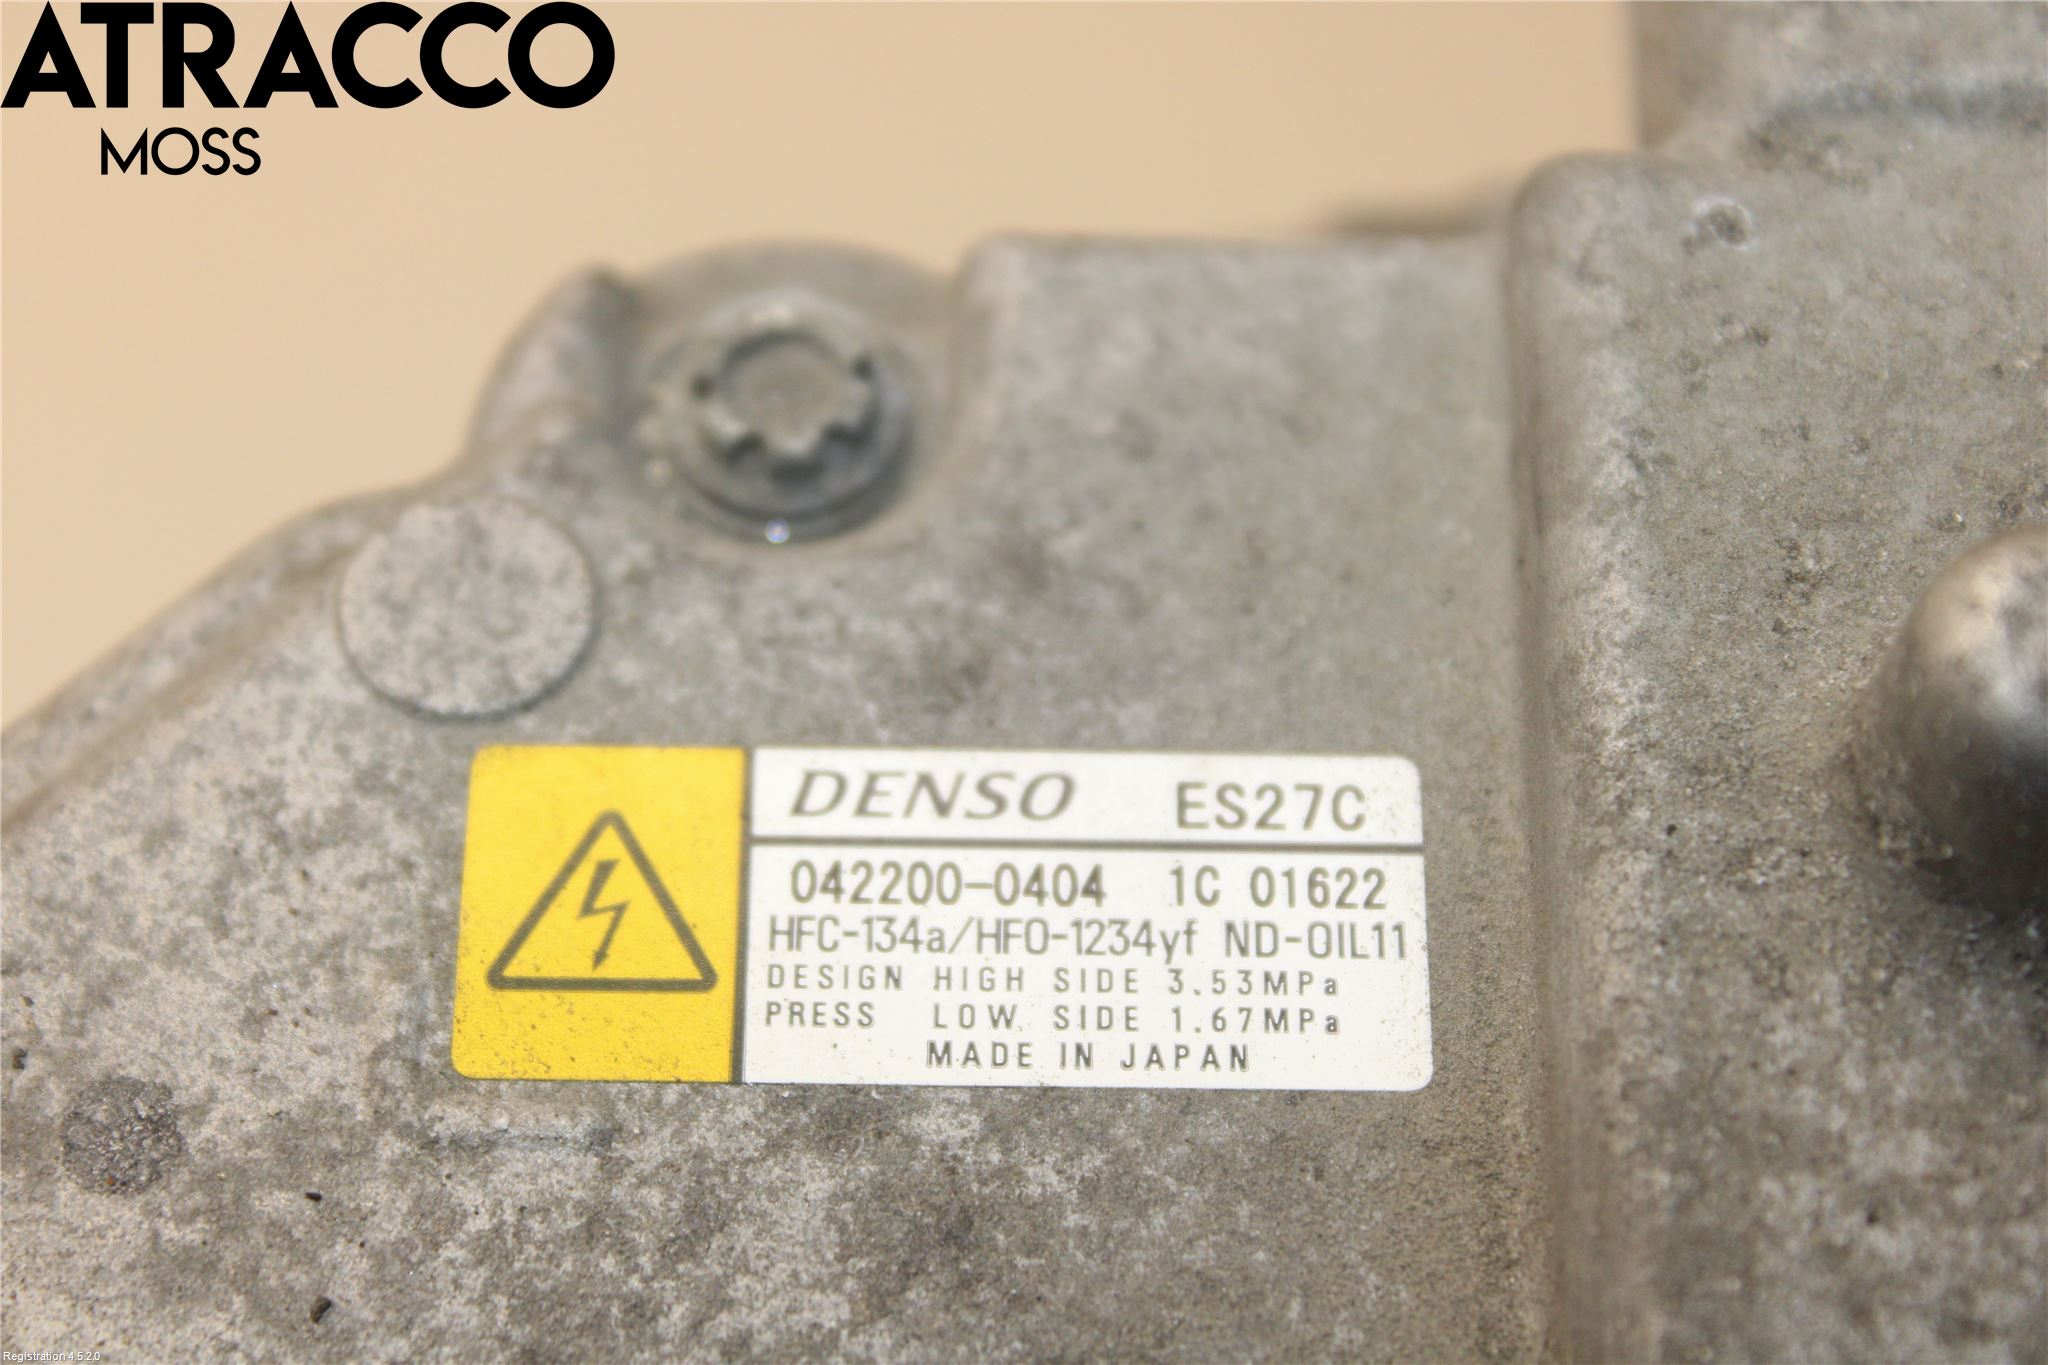 ATRACCO
MOSS
DENSO ES27C
042200-0404 1C 01622
HFC-134a/HFO-1234yf ND-OIL11
DESIGN HIGH SIDE 3.53MPa
PRESS LOW SIDE 1.67MPa
MADE IN JAPAN
Registration 4.5.2.0